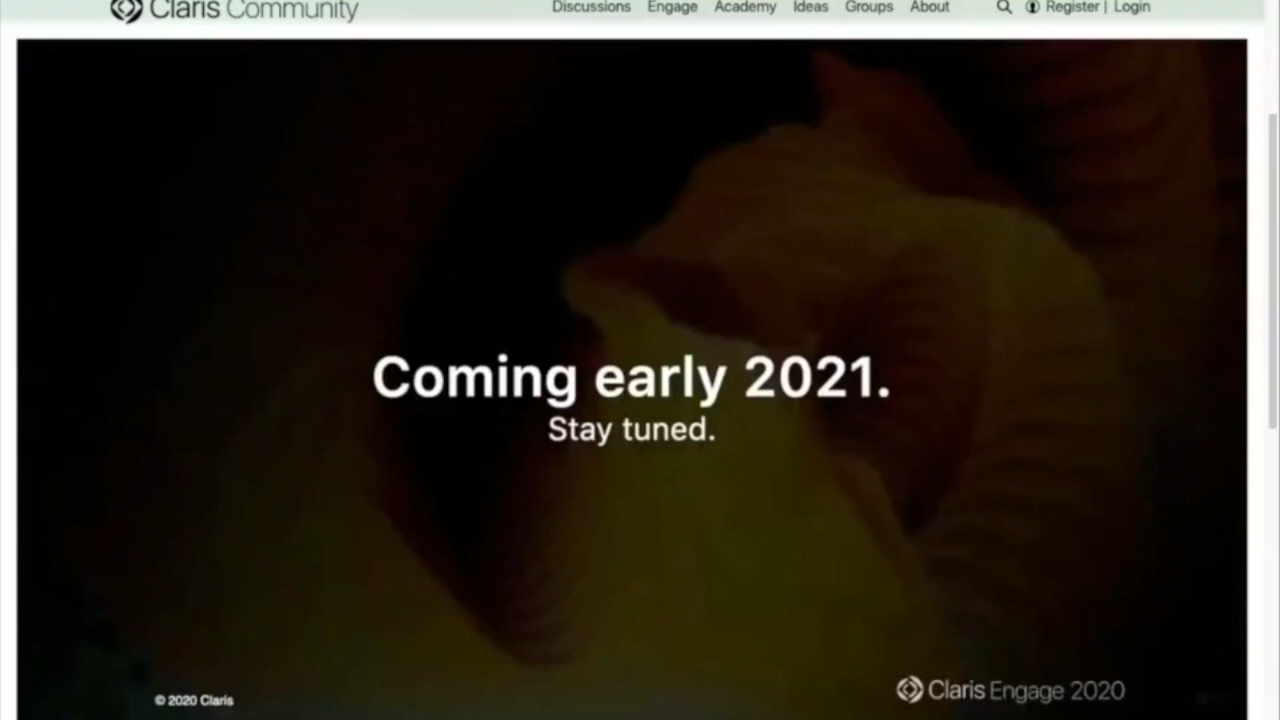 Claris Community
Discussions Engage Academy Ideas Groups About Register | Login
Coming early 2021.
Stay tuned.
© 2020 Claris
Claris Engage 2020